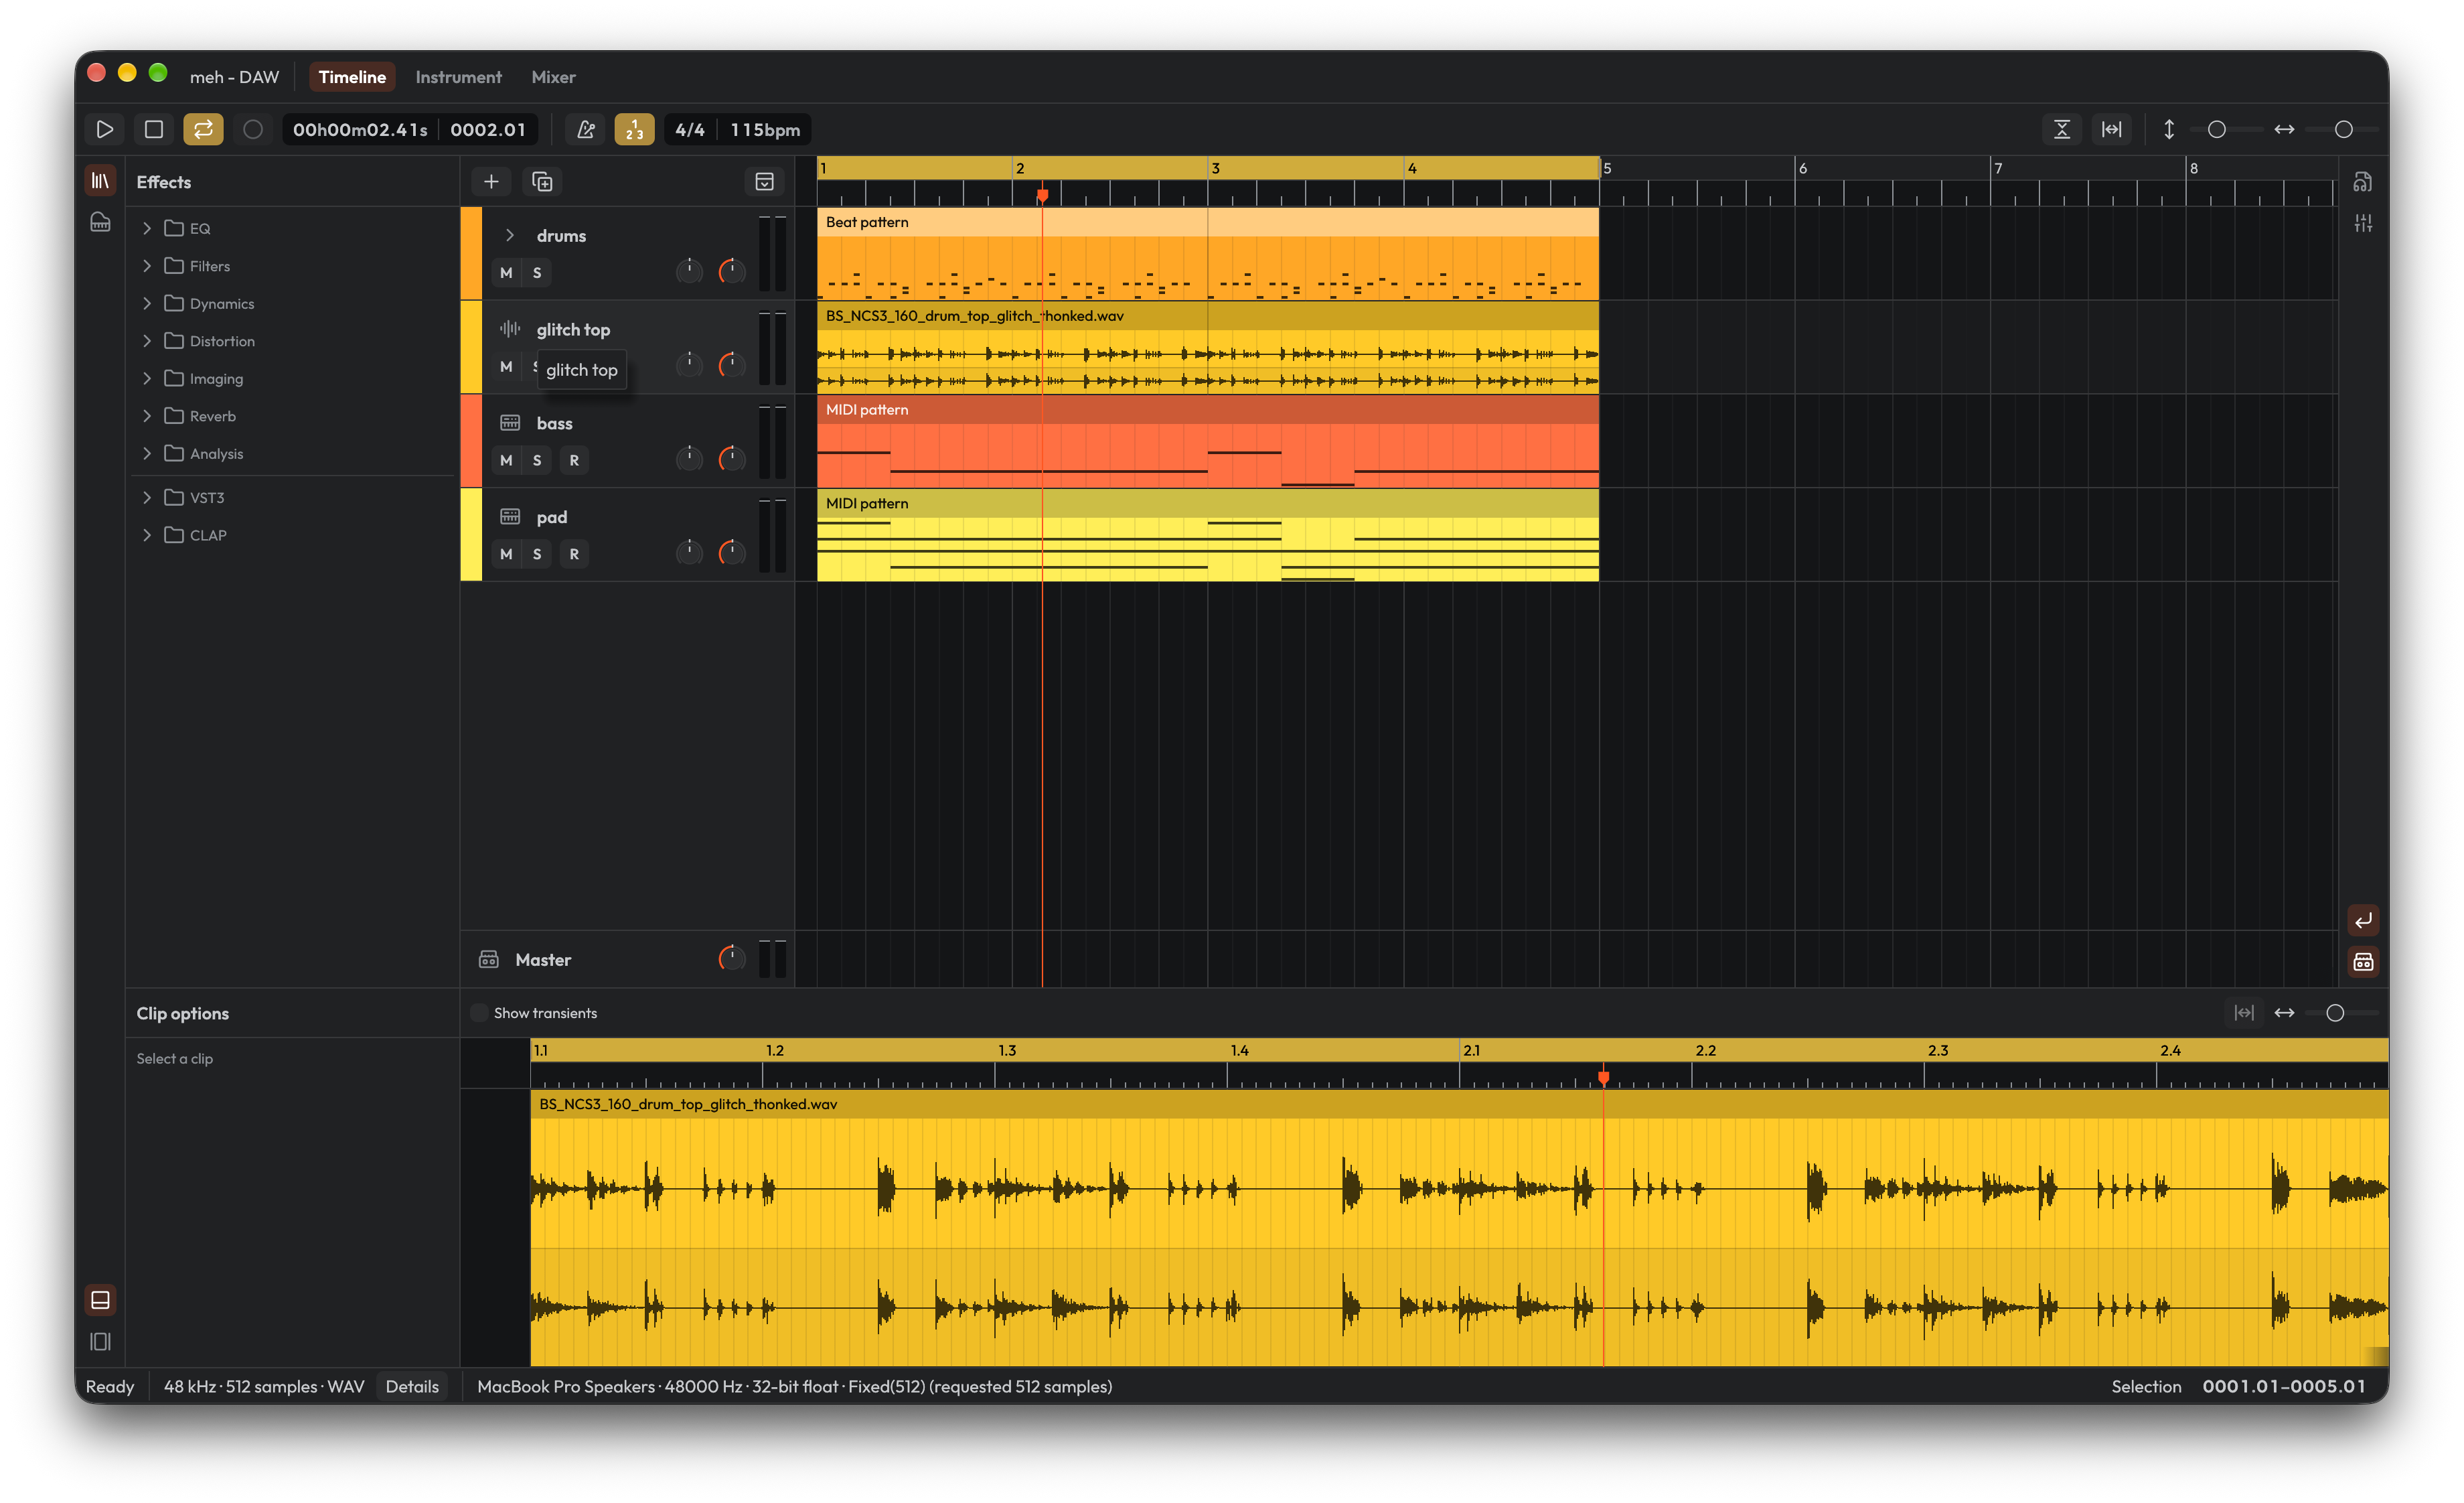 meh - DAW Timeline Instrument Mixer
00h00m02.41s 0002.01 1 2 3 4/4 115bpm
Effects
EQ
Filters
Dynamics
Distortion
Imaging
Reverb
Analysis
VST3
CLAP
1 2 3 4 5 6 7 8
drums
M S
Beat pattern
glitch top
M S
glitch top
BS_NCS3_160_drum_top_glitch_thonked.wav
bass
M S R
MIDI pattern
pad
M S R
MIDI pattern
Master
Clip options
Select a clip
Show transients
1.1 1.2 1.3 1.4 2.1 2.2 2.3 2.4
BS_NCS3_160_drum_top_glitch_thonked.wav
Ready 48 kHz · 512 samples · WAV Details MacBook Pro Speakers · 48000 Hz · 32-bit float · Fixed(512) (requested 512 samples) Selection 0001.01–0005.01